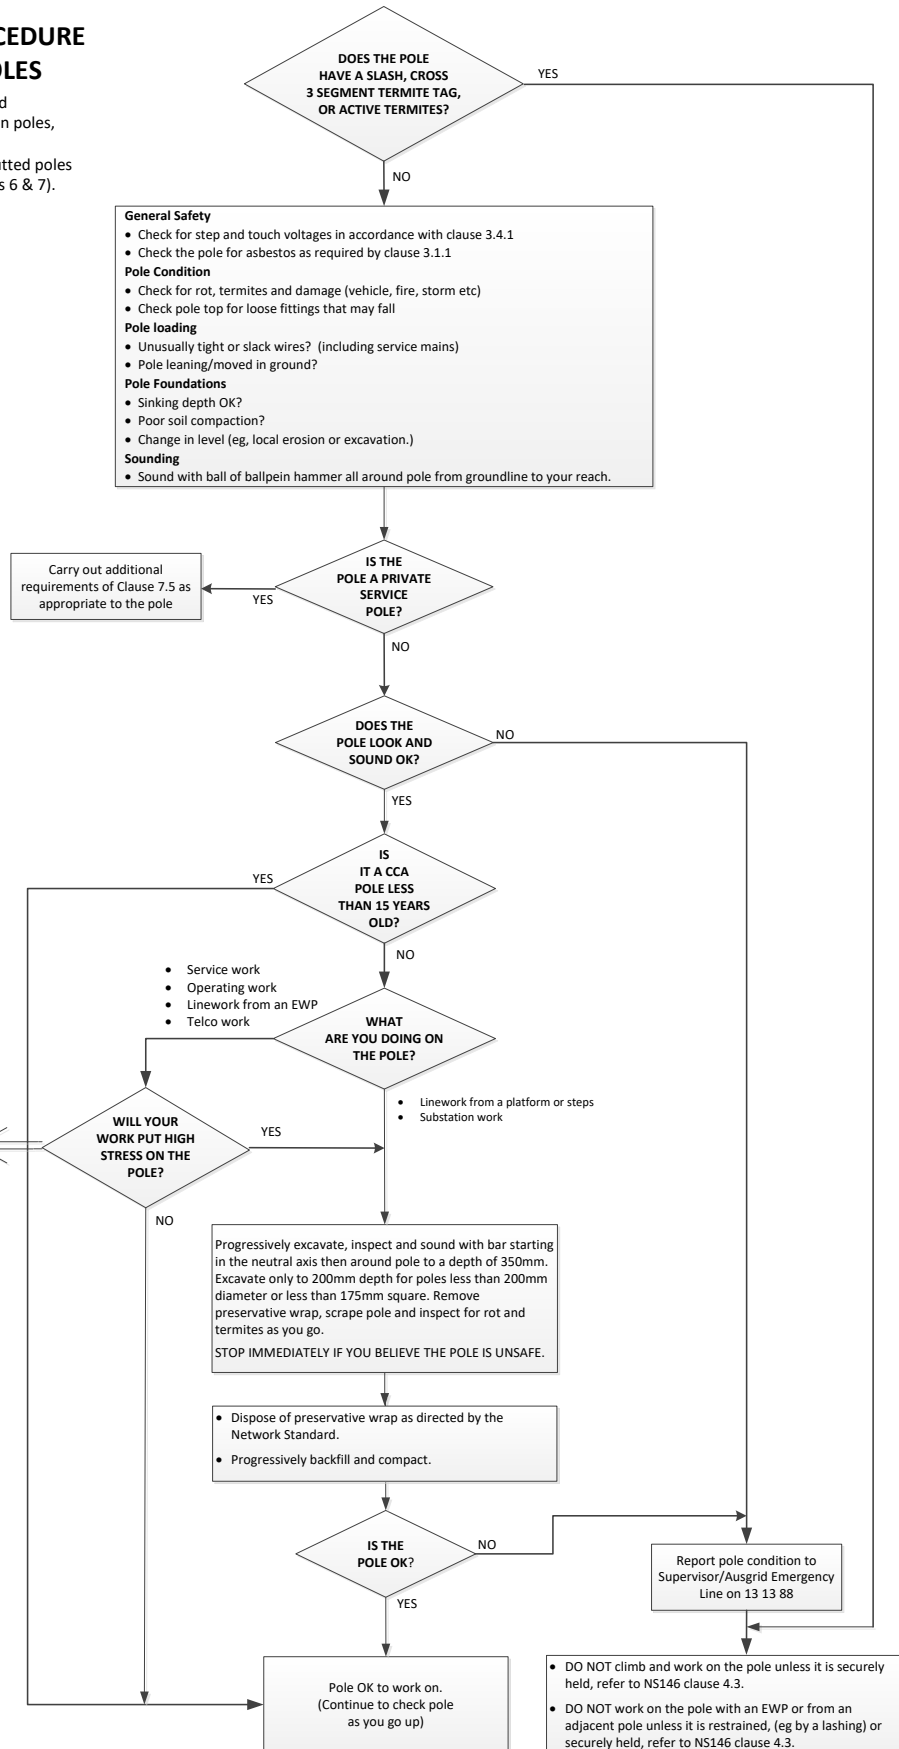 CEDURE
OLES
d
n poles,
tted poles
s 6 & 7).
DOES THE POLE
HAVE A SLASH, CROSS
3 SEGMENT TERMITE TAG,
OR ACTIVE TERMITES?
YES
NO
General Safety
• Check for step and touch voltages in accordance with clause 3.4.1
• Check the pole for asbestos as required by clause 3.1.1
Pole Condition
• Check for rot, termites and damage (vehicle, fire, storm etc)
• Check pole top for loose fittings that may fall
Pole loading
• Unusually tight or slack wires? (including service mains)
• Pole leaning/moved in ground?
Pole Foundations
• Sinking depth OK?
• Poor soil compaction?
• Change in level (eg, local erosion or excavation.)
Sounding
• Sound with ball of ballpein hammer all around pole from groundline to your reach.
IS THE
POLE A PRIVATE
SERVICE
POLE?
YES
Carry out additional
requirements of Clause 7.5 as
appropriate to the pole
NO
DOES THE
POLE LOOK AND
SOUND OK?
NO
YES
IS
IT A CCA
POLE LESS
THAN 15 YEARS
OLD?
YES
NO
• Service work
• Operating work
• Linework from an EWP
• Telco work
WHAT
ARE YOU DOING ON
THE POLE?
• Linework from a platform or steps
• Substation work
WILL YOUR
WORK PUT HIGH
STRESS ON THE
POLE?
YES
NO
Progressively excavate, inspect and sound with bar starting
in the neutral axis then around pole to a depth of 350mm.
Excavate only to 200mm depth for poles less than 200mm
diameter or less than 175mm square. Remove
preservative wrap, scrape pole and inspect for rot and
termites as you go.
STOP IMMEDIATELY IF YOU BELIEVE THE POLE IS UNSAFE.
• Dispose of preservative wrap as directed by the
Network Standard.
• Progressively backfill and compact.
IS THE
POLE OK?
NO
YES
Report pole condition to
Supervisor/Ausgrid Emergency
Line on 13 13 88
Pole OK to work on.
(Continue to check pole
as you go up)
• DO NOT climb and work on the pole unless it is securely
held, refer to NS146 clause 4.3.
• DO NOT work on the pole with an EWP or from an
adjacent pole unless it is restrained, (eg by a lashing) or
securely held, refer to NS146 clause 4.3.